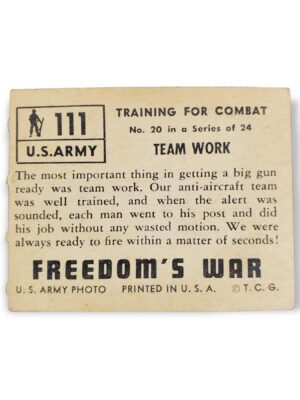 111
U.S.ARMY
TRAINING FOR COMBAT
No. 20 in a Series of 24
TEAM WORK
The most important thing in getting a big gun
ready was team work. Our anti-aircraft team
was well trained, and when the alert was
sounded, each man went to his post and did
his job without any wasted motion. We were
always ready to fire within a matter of seconds!
FREEDOM'S WAR
U. S. ARMY PHOTO PRINTED IN U. S. A. © T. C. G.